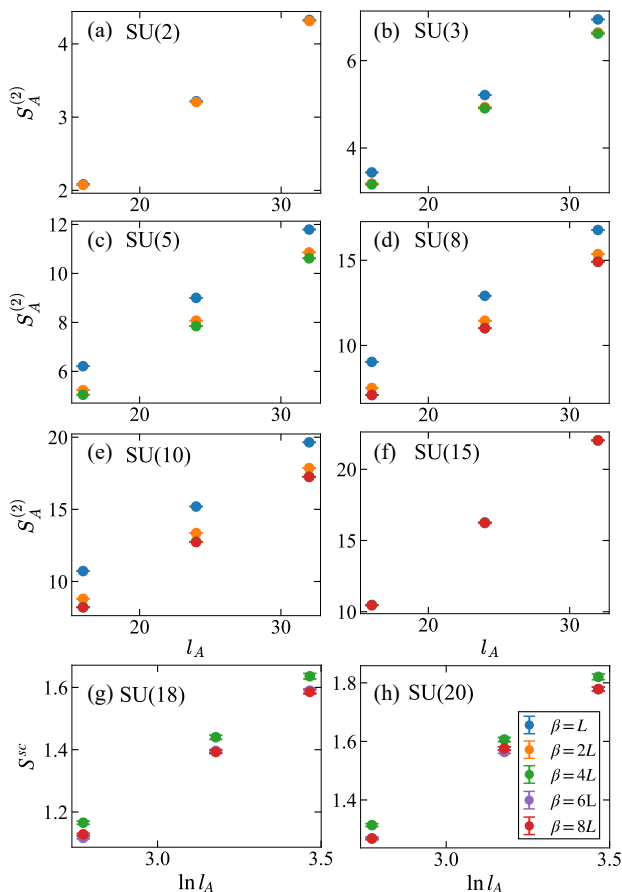 (a) SU(2)
(b) SU(3)
4
3
2
6
4
S_A^{(2)}
20
30
20
30
(c) SU(5)
(d) SU(8)
12
10
8
6
15
10
S_A^{(2)}
20
30
20
30
(e) SU(10)
(f) SU(15)
20
15
10
20
15
10
S_A^{(2)}
20
30
20
30
l_A
l_A
(g) SU(18)
(h) SU(20)
1.6
1.4
1.2
1.8
1.6
1.4
S^{sc}
β=L
β=2L
β=4L
β=6L
β=8L
3.0
3.5
3.0
3.5
ln l_A
ln l_A